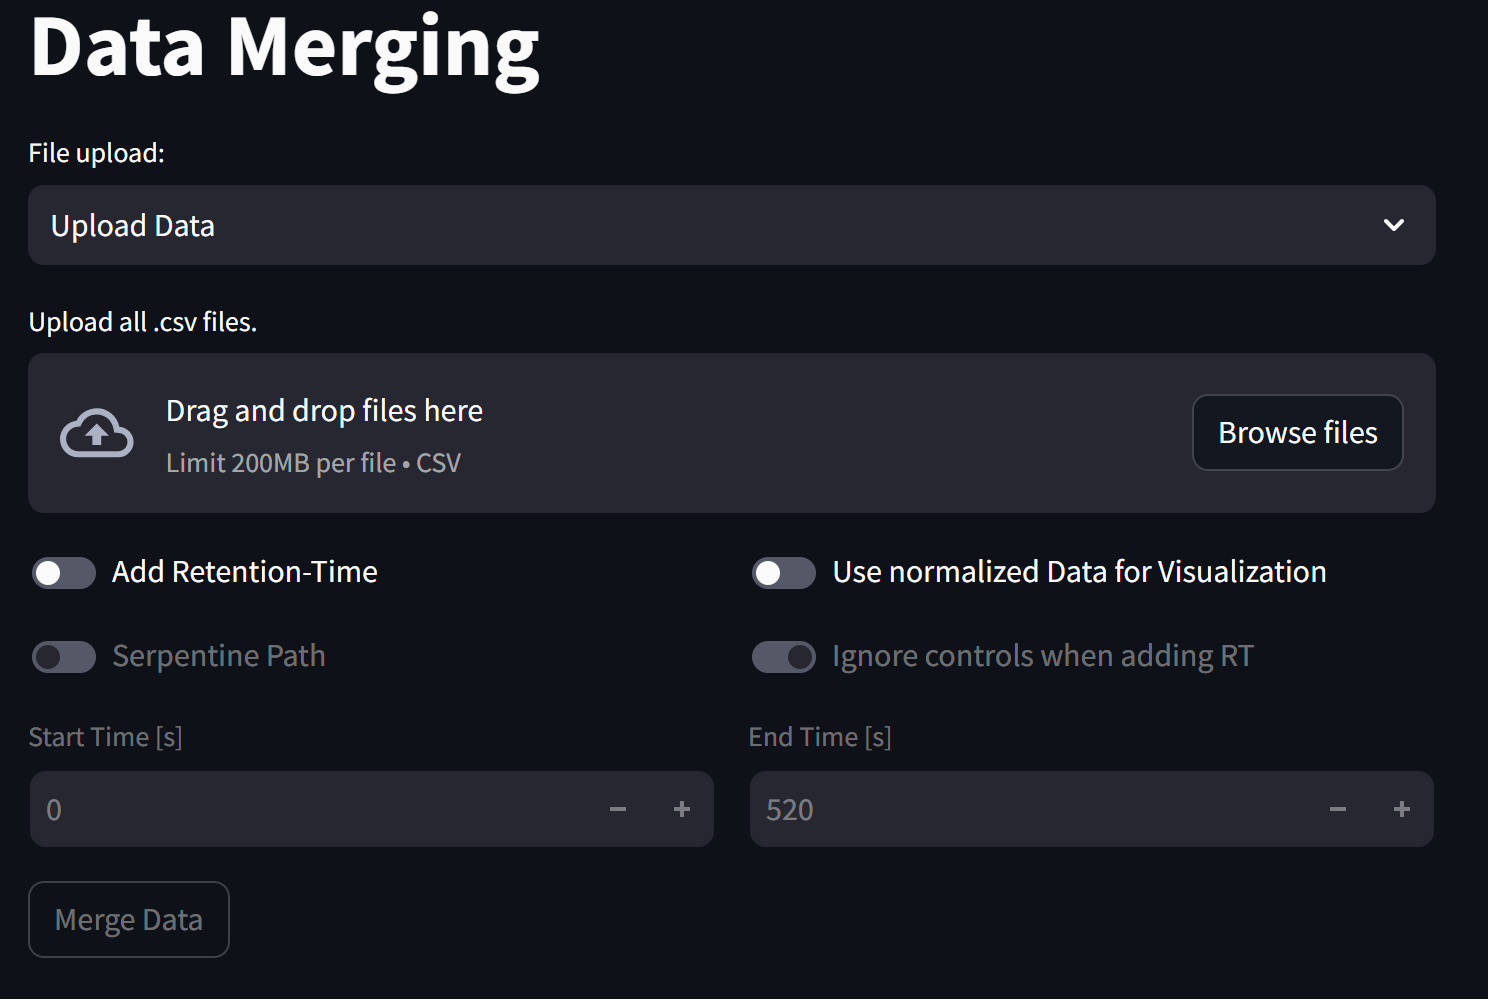 Data Merging
File upload:
Upload Data
Upload all .csv files.
Drag and drop files here
Limit 200MB per file • CSV
Browse files
Add Retention-Time
Use normalized Data for Visualization
Serpentine Path
Ignore controls when adding RT
Start Time [s]
End Time [s]
0
520
Merge Data